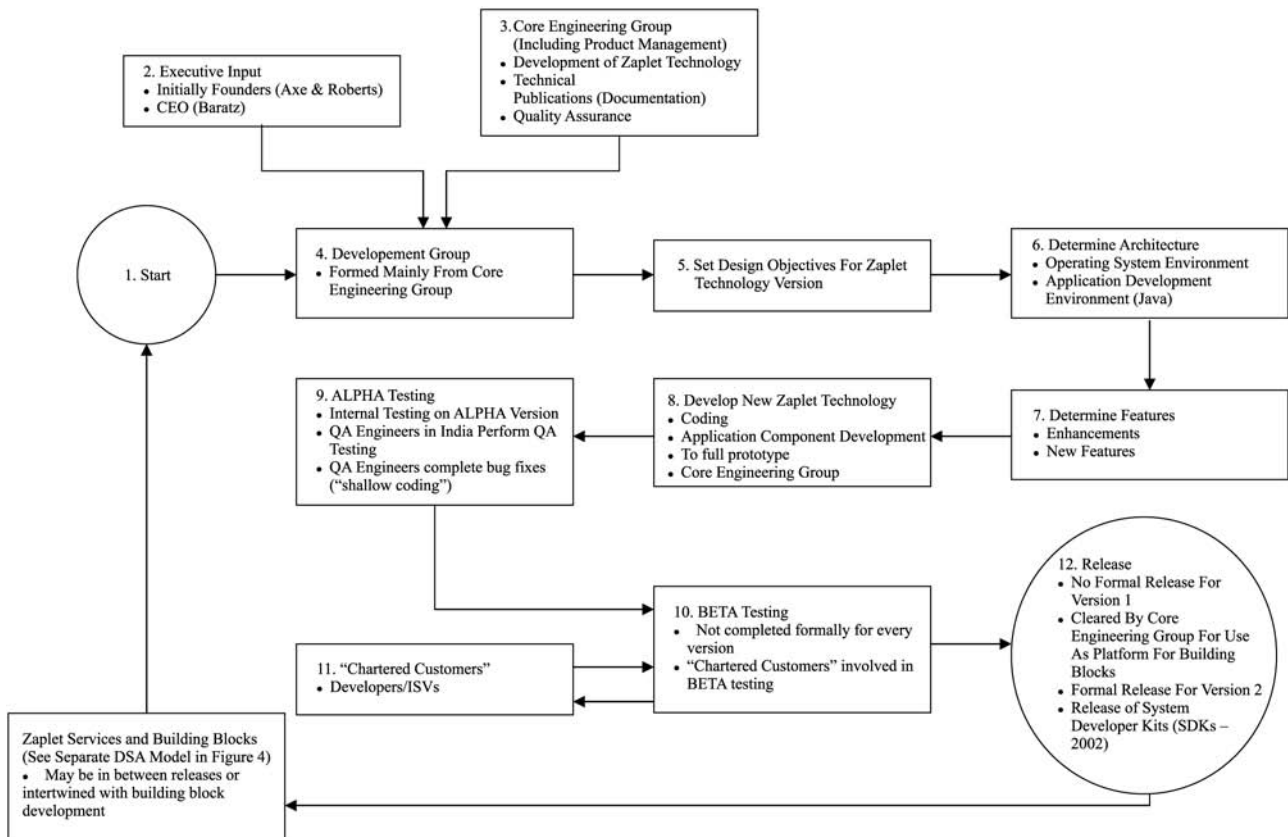 2. Executive Input
• Initially Founders (Axe & Roberts)
• CEO (Baratz)
3. Core Engineering Group
(Including Product Management)
• Development of Zaplet Technology
• Technical
Publications (Documentation)
• Quality Assurance
1. Start
4. Developement Group
• Formed Mainly From Core
Engineering Group
5. Set Design Objectives For Zaplet
Technology Version
6. Determine Architecture
• Operating System Environment
• Application Development
Environment (Java)
7. Determine Features
• Enhancements
• New Features
8. Develop New Zaplet Technology
• Coding
• Application Component Development
• To full prototype
• Core Engineering Group
9. ALPHA Testing
• Internal Testing on ALPHA Version
• QA Engineers in India Perform QA
Testing
• QA Engineers complete bug fixes
(“shallow coding”)
10. BETA Testing
• Not completed formally for every
version
• “Chartered Customers” involved in
BETA testing
11. “Chartered Customers”
• Developers/ISVs
12. Release
• No Formal Release For
Version 1
• Cleared By Core
Engineering Group For Use
As Platform For Building
Blocks
• Formal Release For Version 2
• Release of System
Developer Kits (SDKs –
2002)
Zaplet Services and Building Blocks
(See Separate DSA Model in Figure 4)
• May be in between releases or
intertwined with building block
development